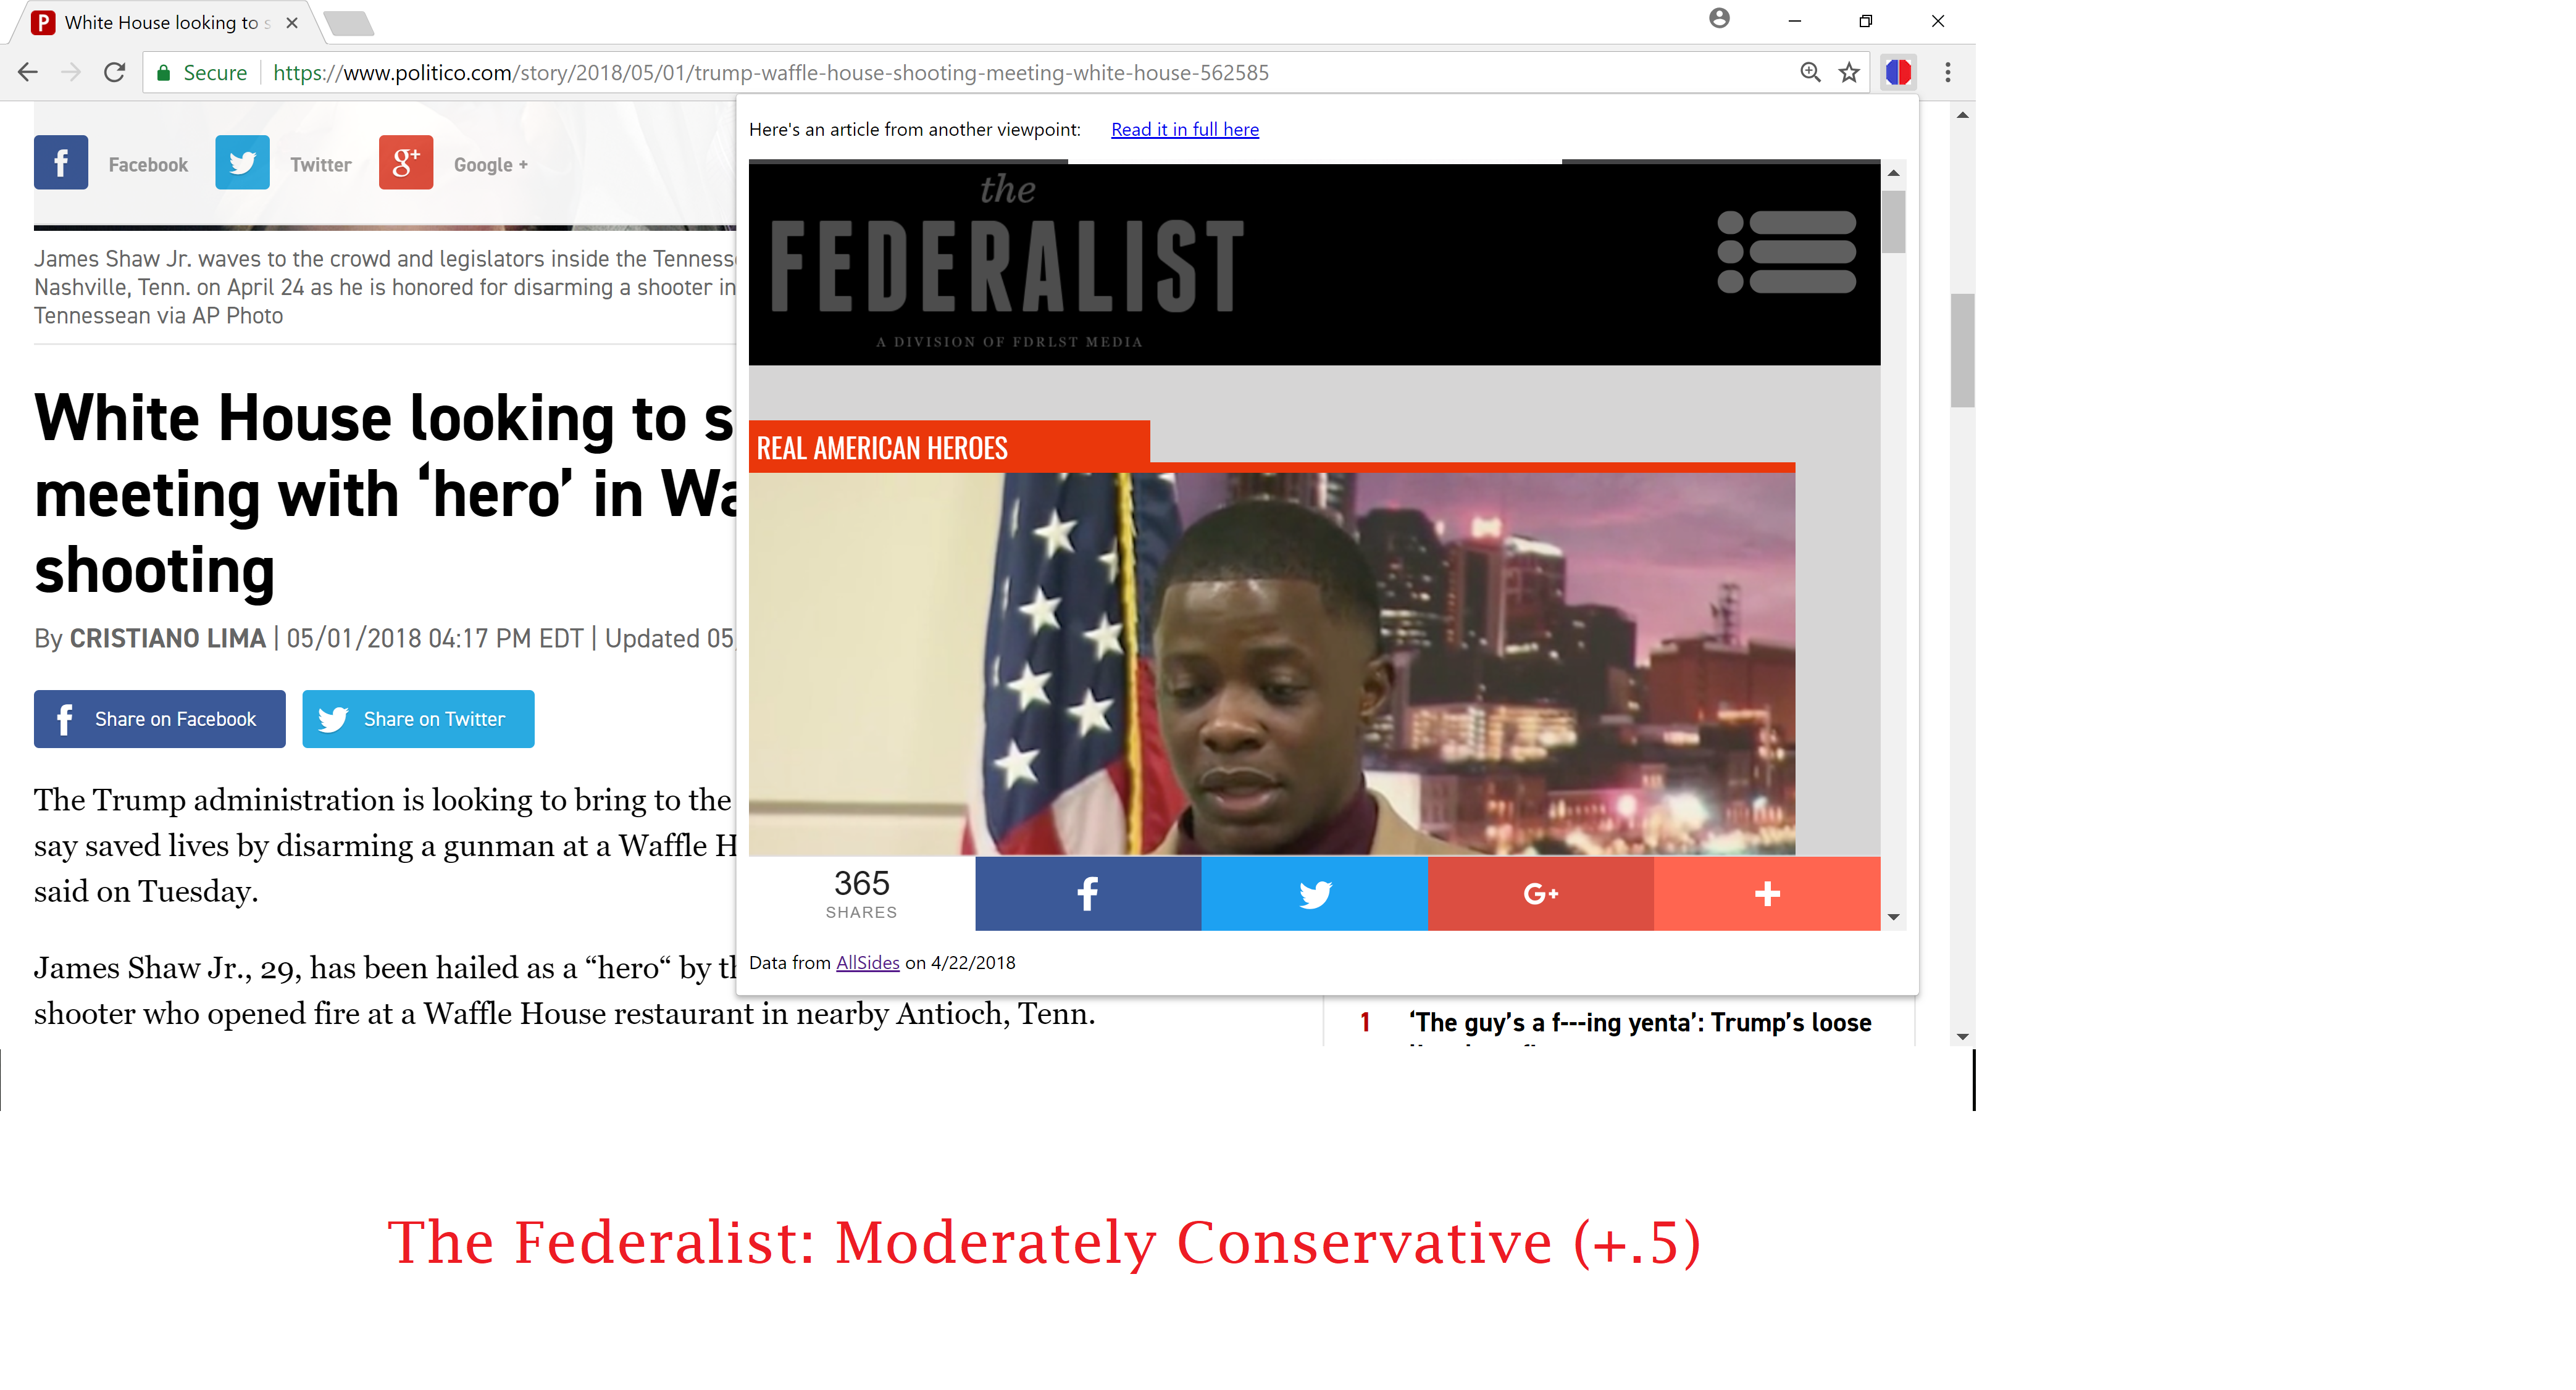 White House looking to s
Secure https://www.politico.com/story/2018/05/01/trump-waffle-house-shooting-meeting-white-house-562585
Facebook Twitter Google +
James Shaw Jr. waves to the crowd and legislators inside the Tenness
Nashville, Tenn. on April 24 as he is honored for disarming a shooter in
Tennessean via AP Photo
White House looking to s
meeting with ‘hero’ in Wa
shooting
By CRISTIANO LIMA | 05/01/2018 04:17 PM EDT | Updated 05
Share on Facebook Share on Twitter
The Trump administration is looking to bring to the
say saved lives by disarming a gunman at a Waffle H
said on Tuesday.
James Shaw Jr., 29, has been hailed as a “hero“ by th
shooter who opened fire at a Waffle House restaurant in nearby Antioch, Tenn.
Here's an article from another viewpoint: Read it in full here
the
FEDERALIST
A DIVISION OF FDRLST MEDIA
REAL AMERICAN HEROES
365
SHARES
Data from AllSides on 4/22/2018
1 ‘The guy’s a f---ing yenta’: Trump’s loose
The Federalist: Moderately Conservative (+.5)